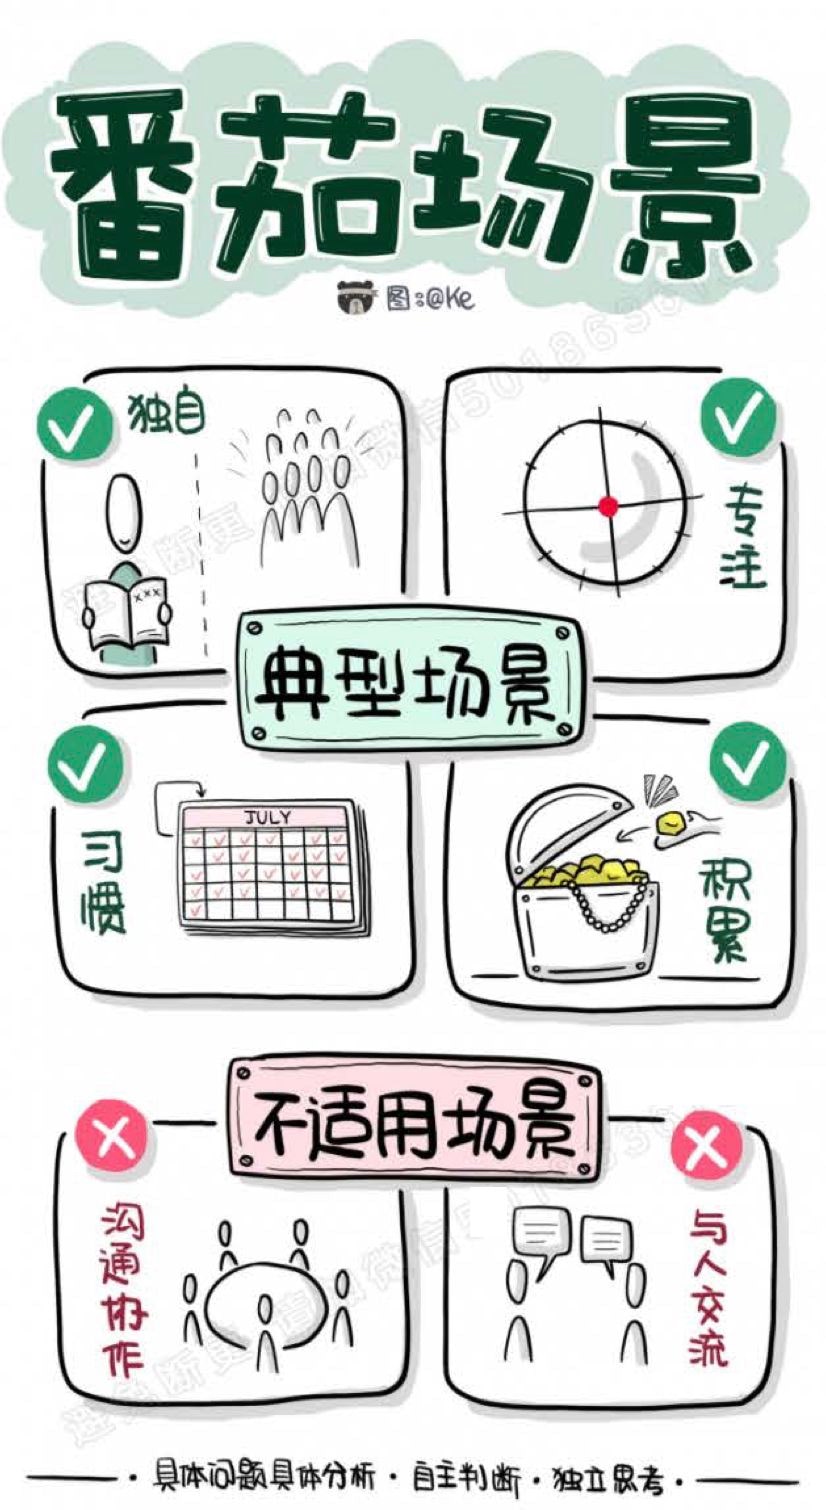 番茄场景
图:@Ke
独自
专注
xxx
典型场景
习惯
JULY
积累
不适用场景
沟通协作
与人交流
·具体问题具体分析·自主判断·独立思考·